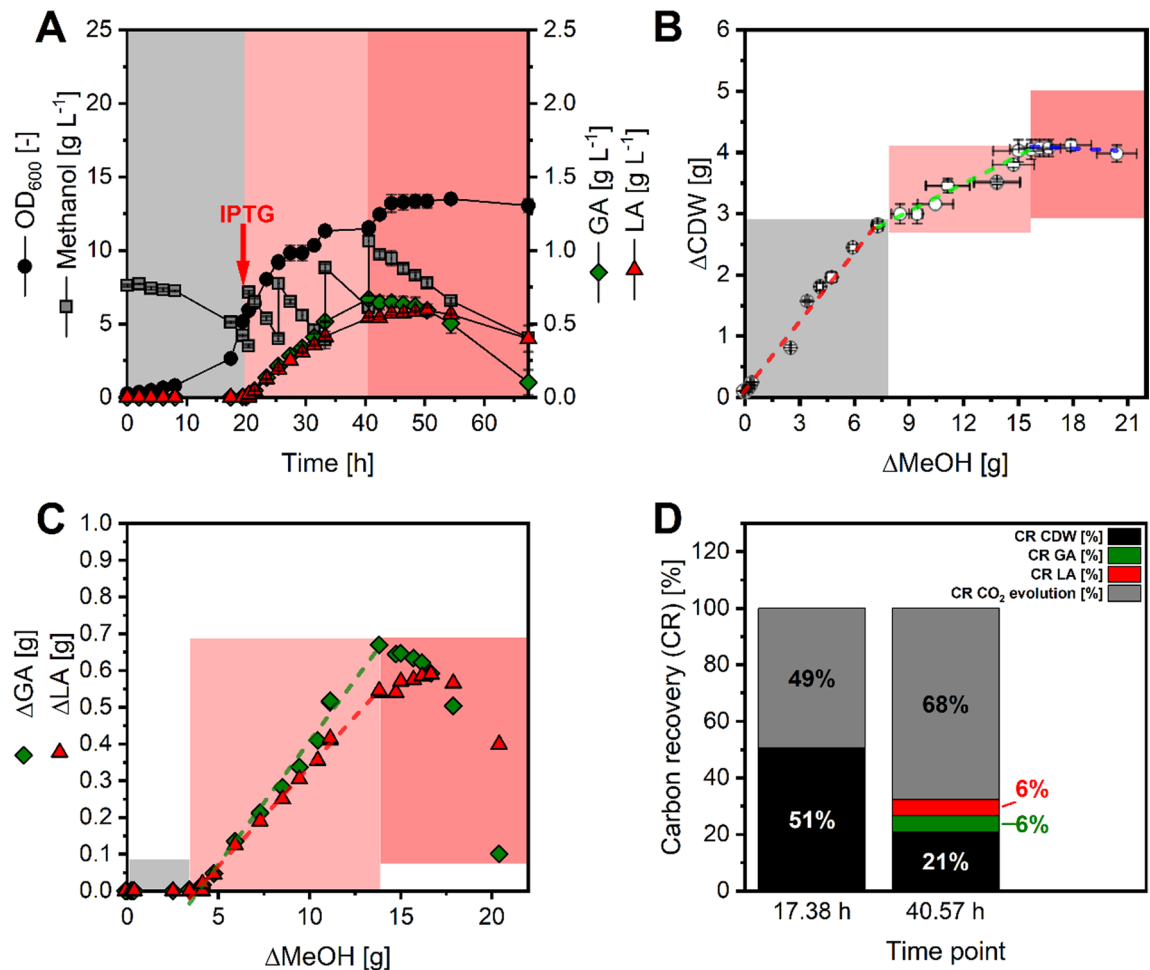 A
25
20
15
10
5
0
OD600 [-]
Methanol [g L-1]
IPTG
2.5
2.0
1.5
1.0
0.5
0.0
GA [g L-1]
LA [g L-1]
0 10 20 30 40 50 60
Time [h]
B
6
5
4
3
2
1
0
ΔCDW [g]
0 3 6 9 12 15 18 21
ΔMeOH [g]
C
1.0
0.9
0.8
0.7
0.6
0.5
0.4
0.3
0.2
0.1
0.0
ΔGA [g]
ΔLA [g]
0 5 10 15 20
ΔMeOH [g]
D
120
100
80
60
40
20
0
Carbon recovery (CR) [%]
CR CDW [%]
CR GA [%]
CR LA [%]
CR CO2 evolution [%]
49%
51%
68%
6%
6%
21%
17.38 h 40.57 h
Time point